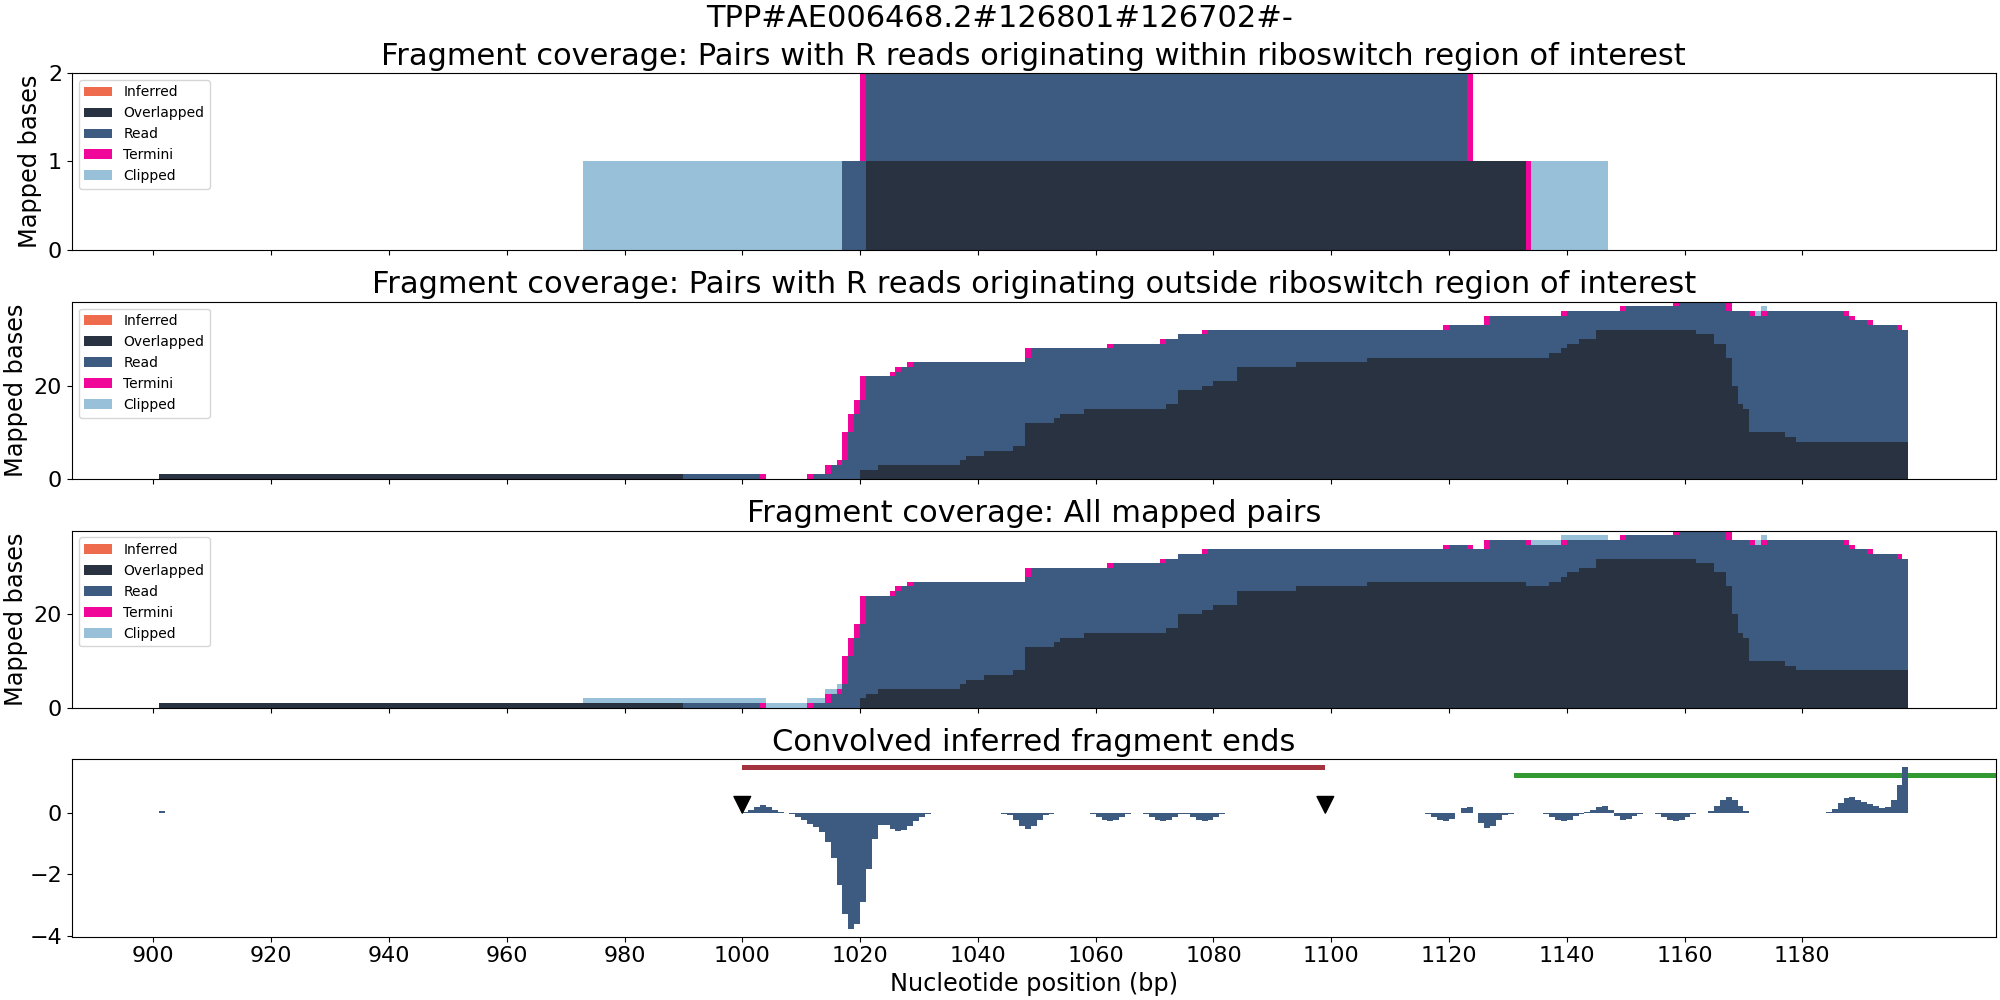 TPP#AE006468.2#126801#126702#-
Fragment coverage: Pairs with R reads originating within riboswitch region of interest
Mapped bases
2
1
0
Inferred
Overlapped
Read
Termini
Clipped
Fragment coverage: Pairs with R reads originating outside riboswitch region of interest
Mapped bases
20
0
Inferred
Overlapped
Read
Termini
Clipped
Fragment coverage: All mapped pairs
Mapped bases
20
0
Inferred
Overlapped
Read
Termini
Clipped
Convolved inferred fragment ends
0
−2
−4
900 920 940 960 980 1000 1020 1040 1060 1080 1100 1120 1140 1160 1180
Nucleotide position (bp)